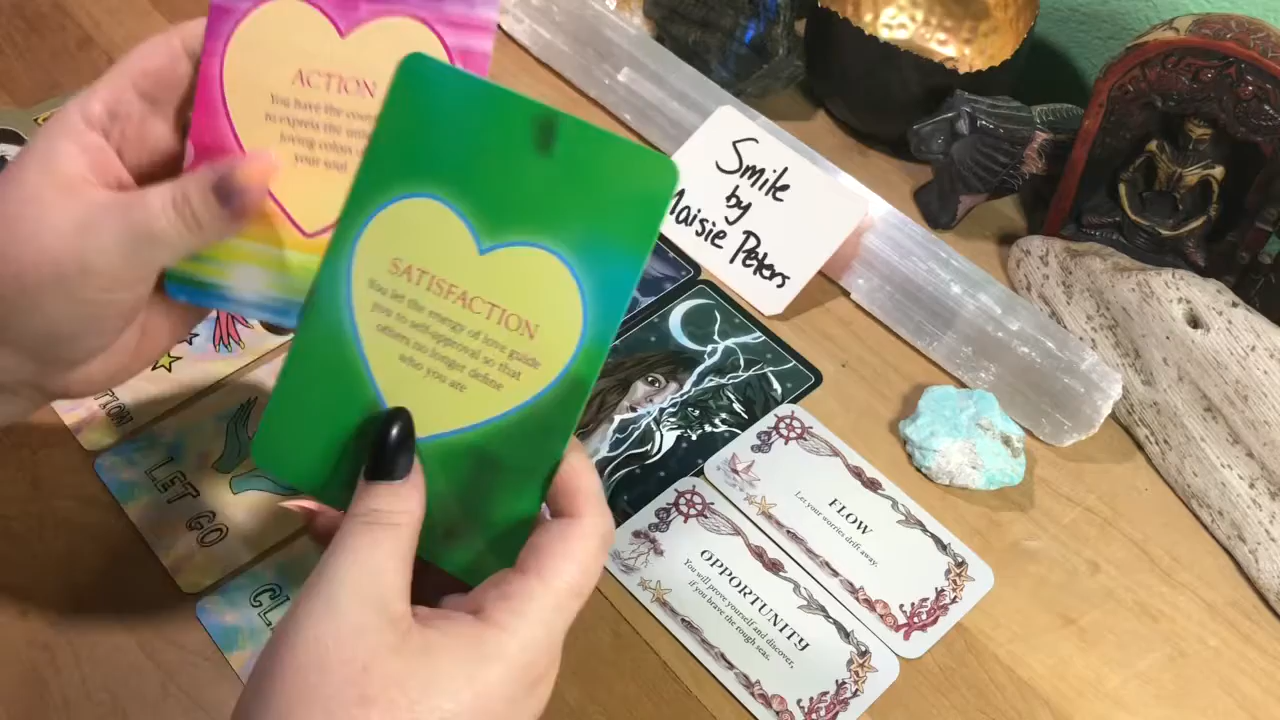 ACTION
You have the
to express the
loving colors
your soul
SATISFACTION
You let the energy of love guide
you to self-approval so that
others no longer define
who you are
Smile
by
Maisie Peters
LET GO
FLOW
Let your worries drift away.
OPPORTUNITY
You will prove yourself and discover,
if you brave the rough seas.